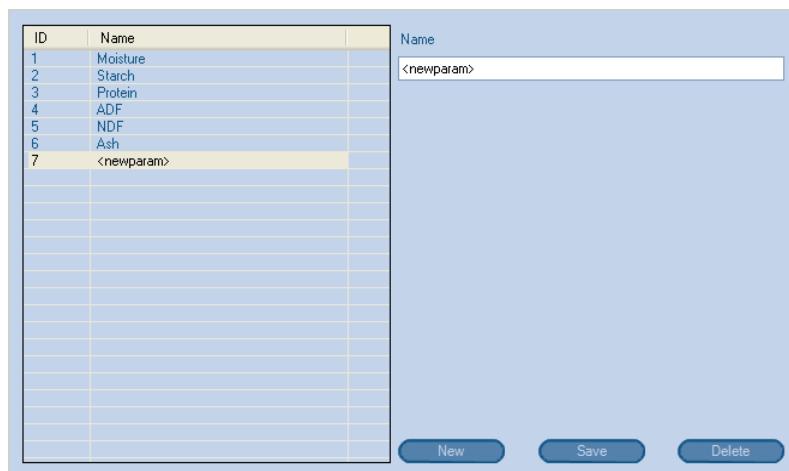 ID Name
1 Moisture
2 Starch
3 Protein
4 ADF
5 NDF
6 Ash
7 <newparam>
Name
<newparam>
New Save Delete